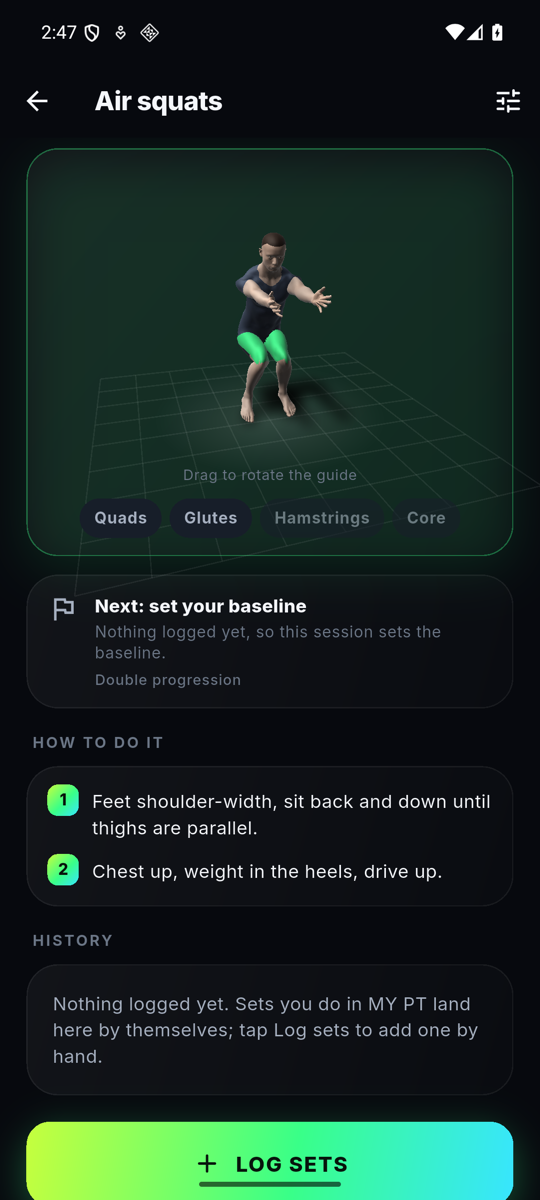 2:47
Air squats
Drag to rotate the guide
Quads Glutes Hamstrings Core
Next: set your baseline
Nothing logged yet, so this session sets the
baseline.
Double progression
HOW TO DO IT
1 Feet shoulder-width, sit back and down until
thighs are parallel.
2 Chest up, weight in the heels, drive up.
HISTORY
Nothing logged yet. Sets you do in MY PT land
here by themselves; tap Log sets to add one by
hand.
+ LOG SETS